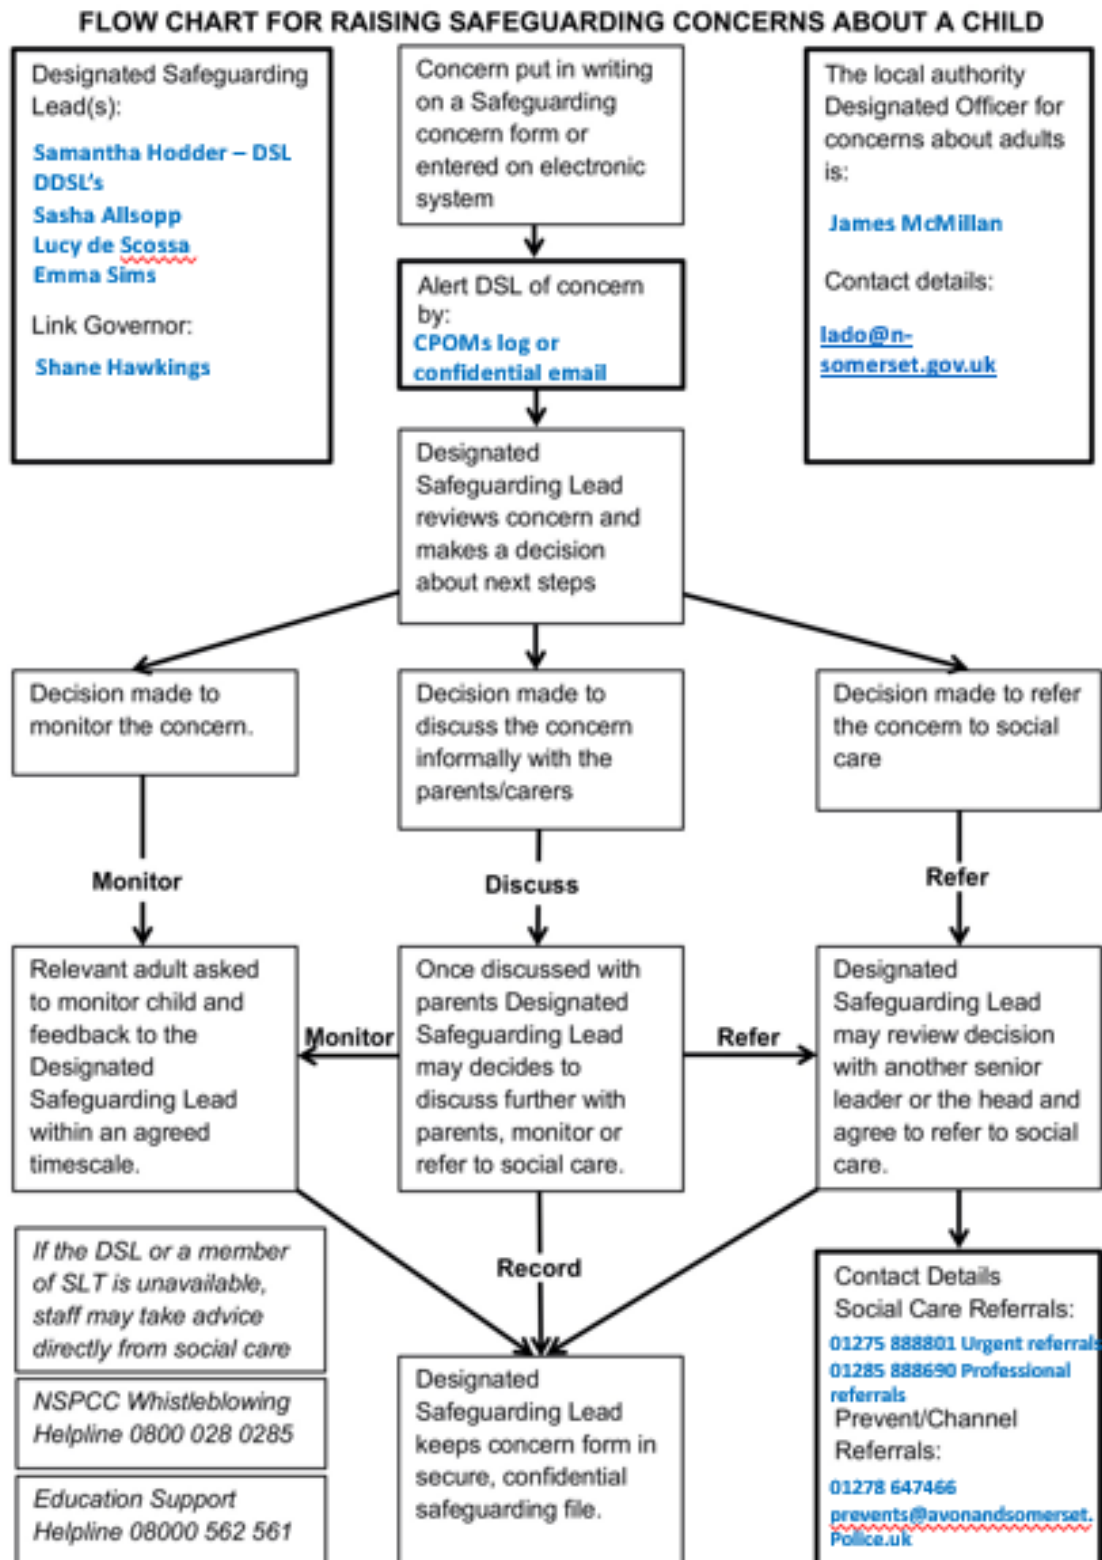 FLOW CHART FOR RAISING SAFEGUARDING CONCERNS ABOUT A CHILD
Designated Safeguarding
Lead(s):
Samantha Hodder – DSL
DDSL's
Sasha Allsopp
Lucy de Scossa
Emma Sims
Link Governor:
Shane Hawkings
Concern put in writing
on a Safeguarding
concern form or
entered on electronic
system
The local authority
Designated Officer for
concerns about adults
is:
James McMillan
Contact details:
lado@n-
somerset.gov.uk
Alert DSL of concern
by:
CPOMs log or
confidential email
Designated
Safeguarding Lead
reviews concern and
makes a decision
about next steps
Decision made to
monitor the concern.
Decision made to
discuss the concern
informally with the
parents/carers
Decision made to refer
the concern to social
care
Monitor
Discuss
Refer
Relevant adult asked
to monitor child and
feedback to the
Designated
Safeguarding Lead
within an agreed
timescale.
Monitor
Once discussed with
parents Designated
Safeguarding Lead
may decides to
discuss further with
parents, monitor or
refer to social care.
Refer
Designated
Safeguarding Lead
may review decision
with another senior
leader or the head and
agree to refer to social
care.
If the DSL or a member
of SLT is unavailable,
staff may take advice
directly from social care
NSPCC Whistleblowing
Helpline 0800 028 0285
Education Support
Helpline 08000 562 561
Record
Designated
Safeguarding Lead
keeps concern form in
secure, confidential
safeguarding file.
Contact Details
Social Care Referrals:
01275 888801 Urgent referrals
01285 888690 Professional
referrals
Prevent/Channel
Referrals:
01278 647466
prevents@avonandsomerset.
Police.uk